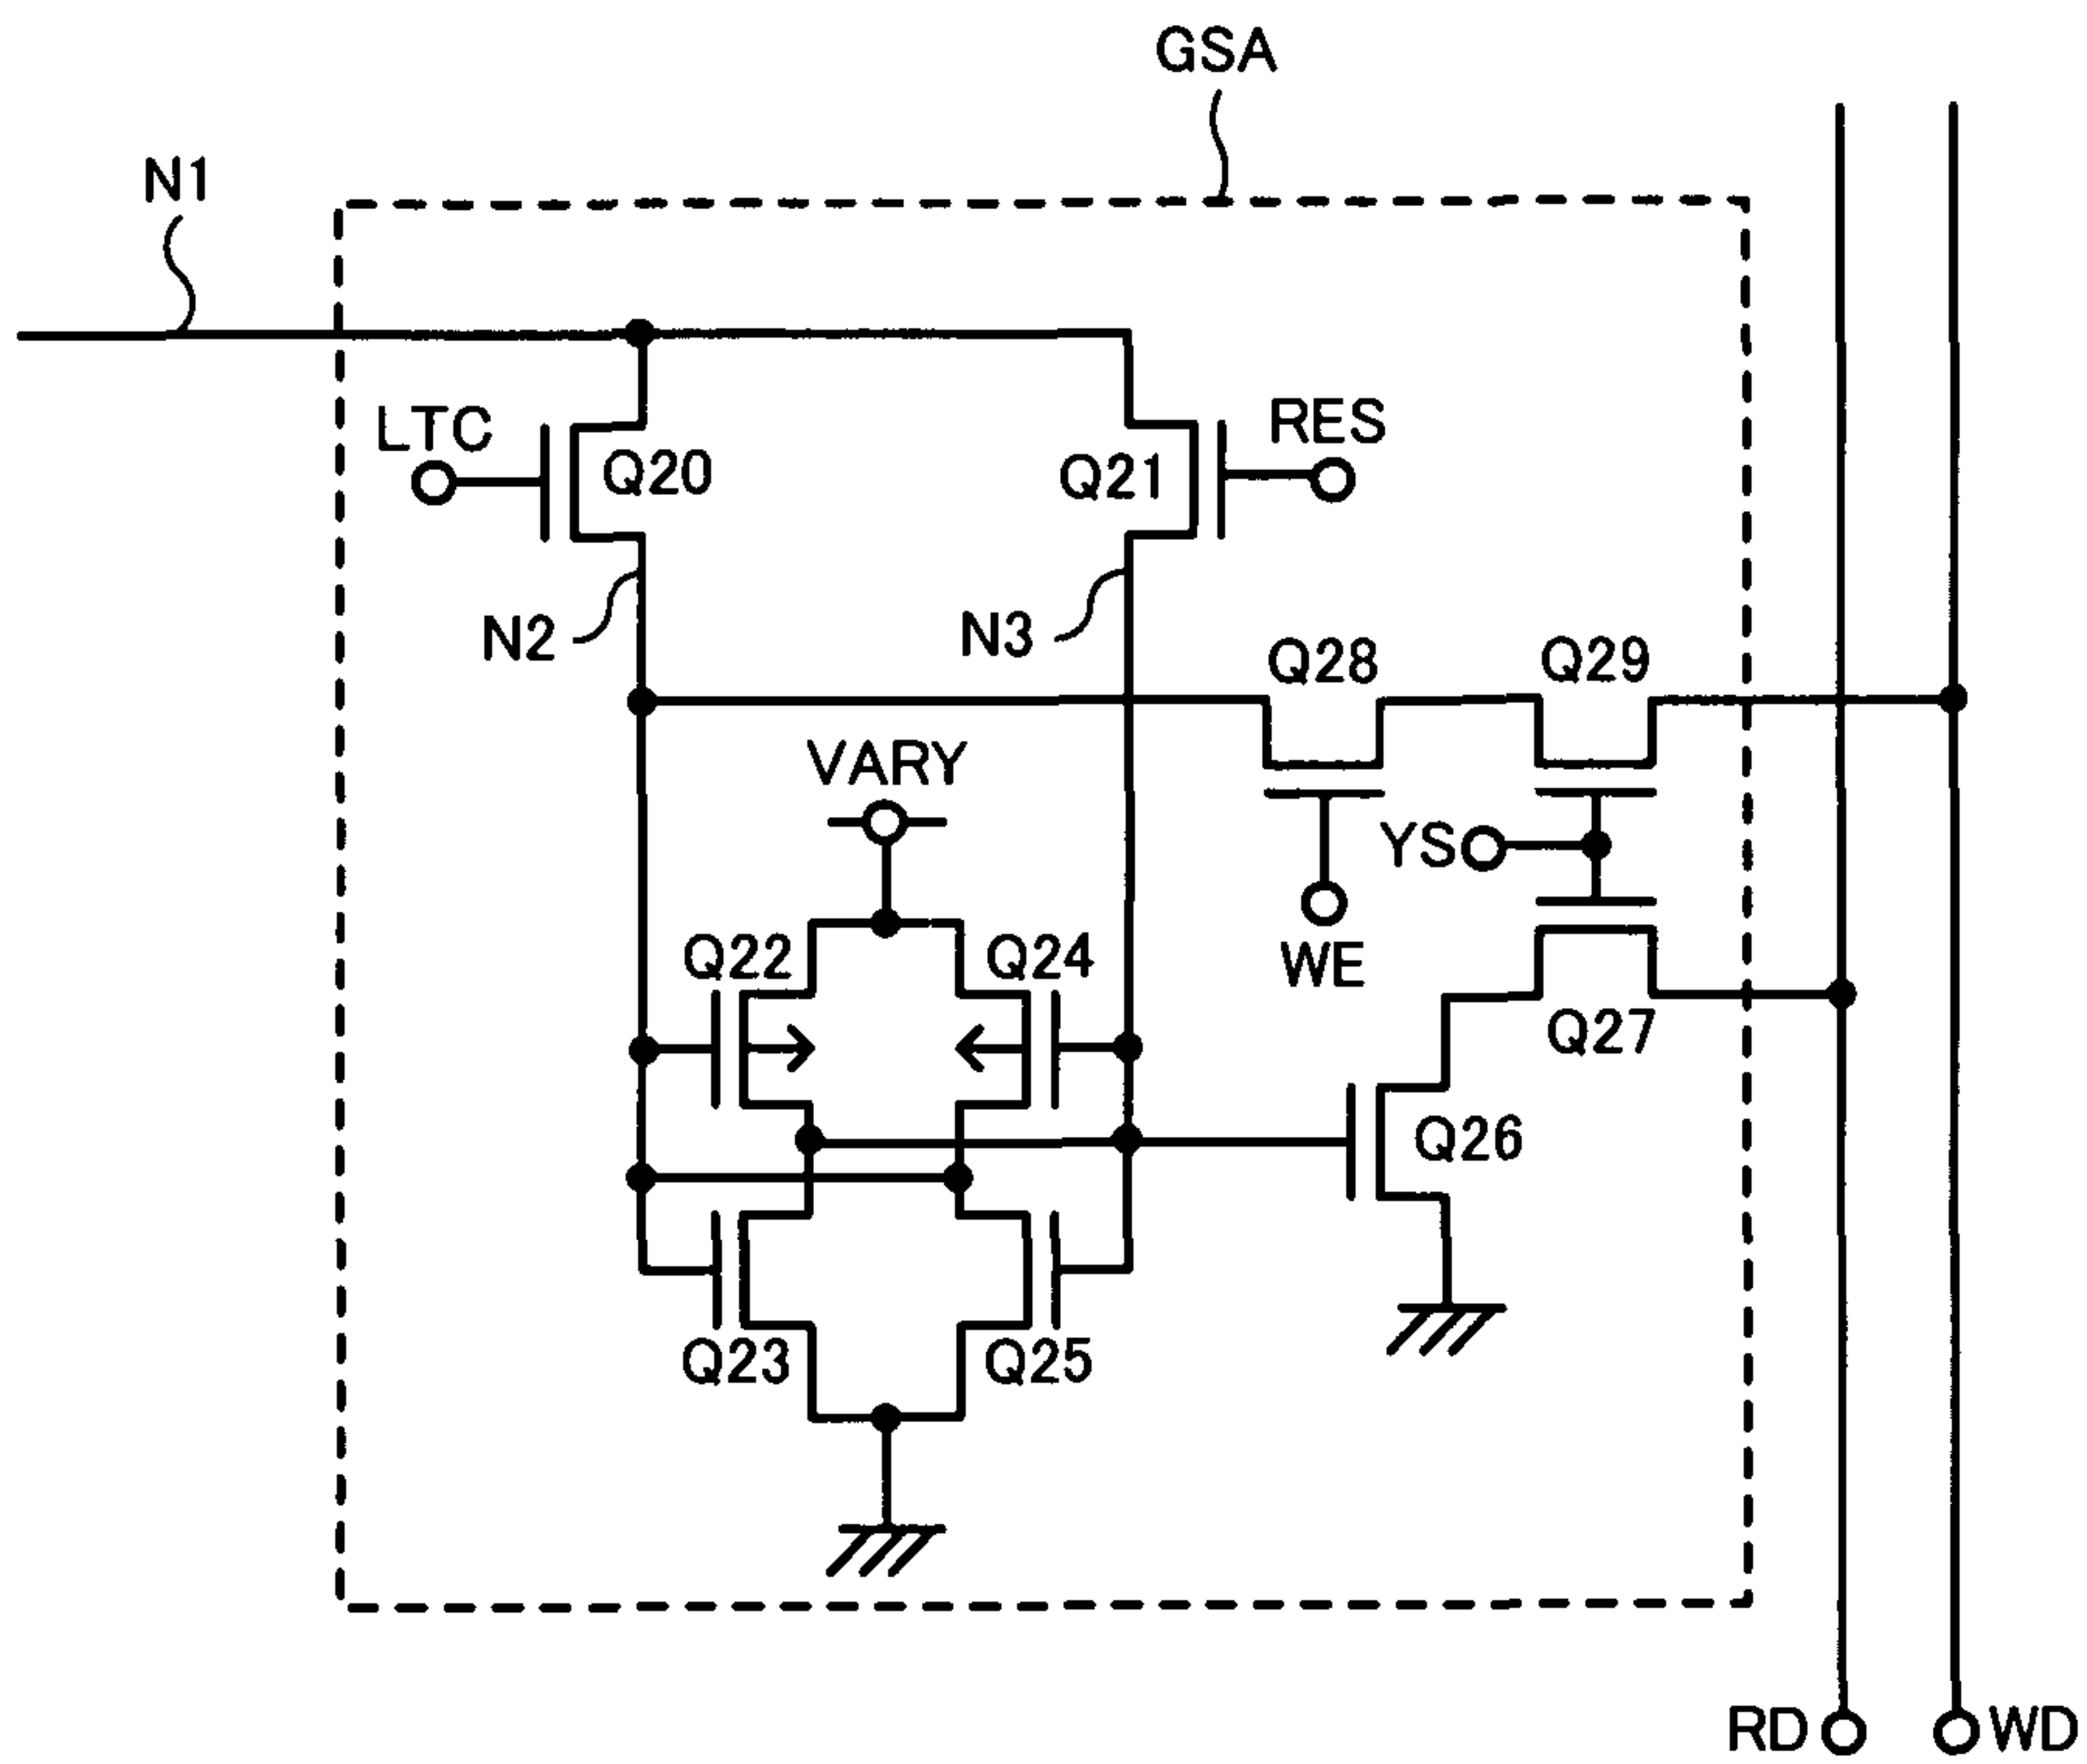 GSA
N1
LTC
Q20
Q21
RES
N2
N3
Q28
Q29
VARY
YS
Q22
Q24
WE
Q27
Q26
Q23
Q25
RD
WD